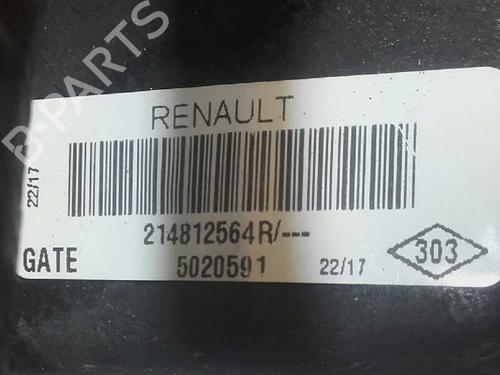 B-PARTS
RENAULT
22/17
214812564R/---
GATE
5020591
22/17
303